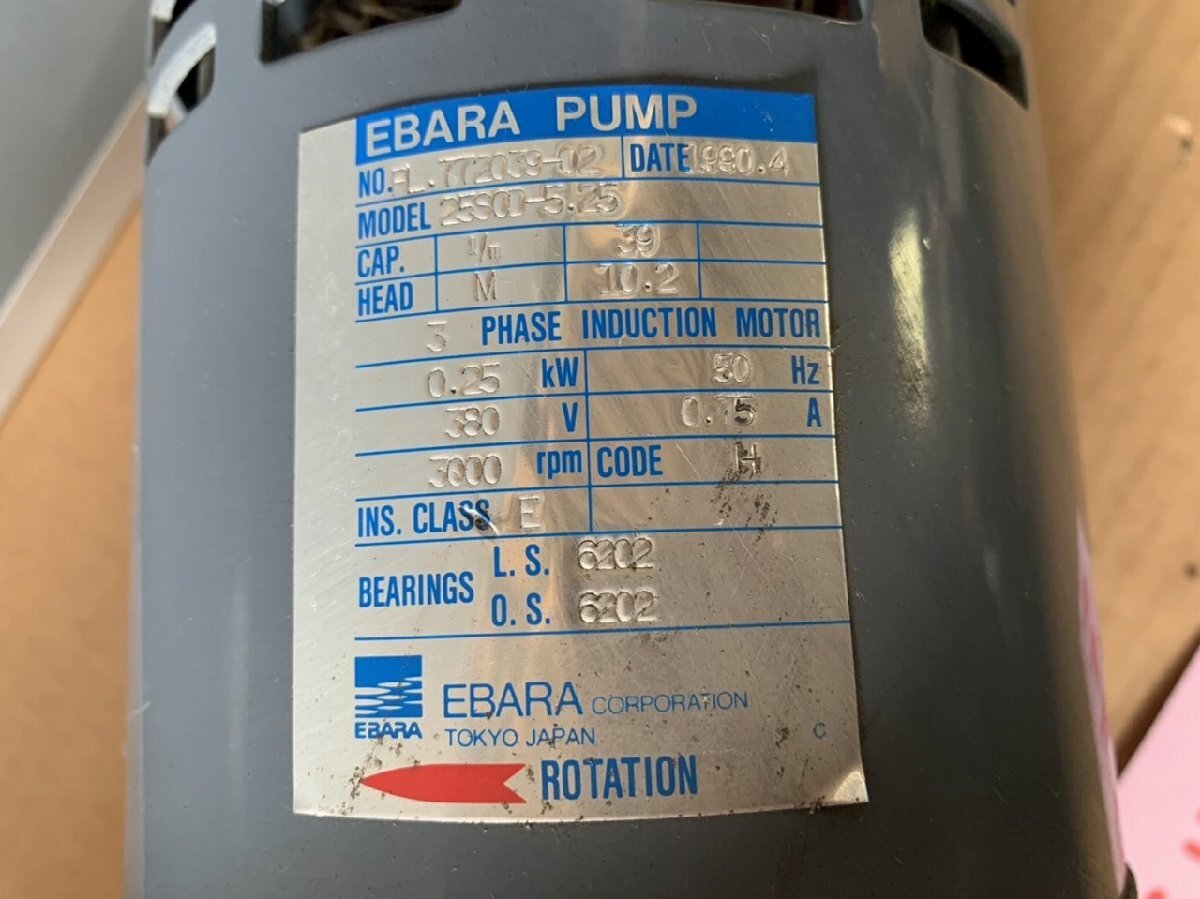 EBARA PUMP
NO. PL.772039-02 DATE 1990.4
MODEL 25SCD-5.25
CAP. ℓ/m 39
HEAD M 10.2
3 PHASE INDUCTION MOTOR
0.25 kW 50 Hz
380 V 0.75 A
3000 rpm CODE H
INS. CLASS E
BEARINGS L.S. 6202
O.S. 6202
EBARA
EBARA CORPORATION
TOKYO JAPAN C
ROTATION